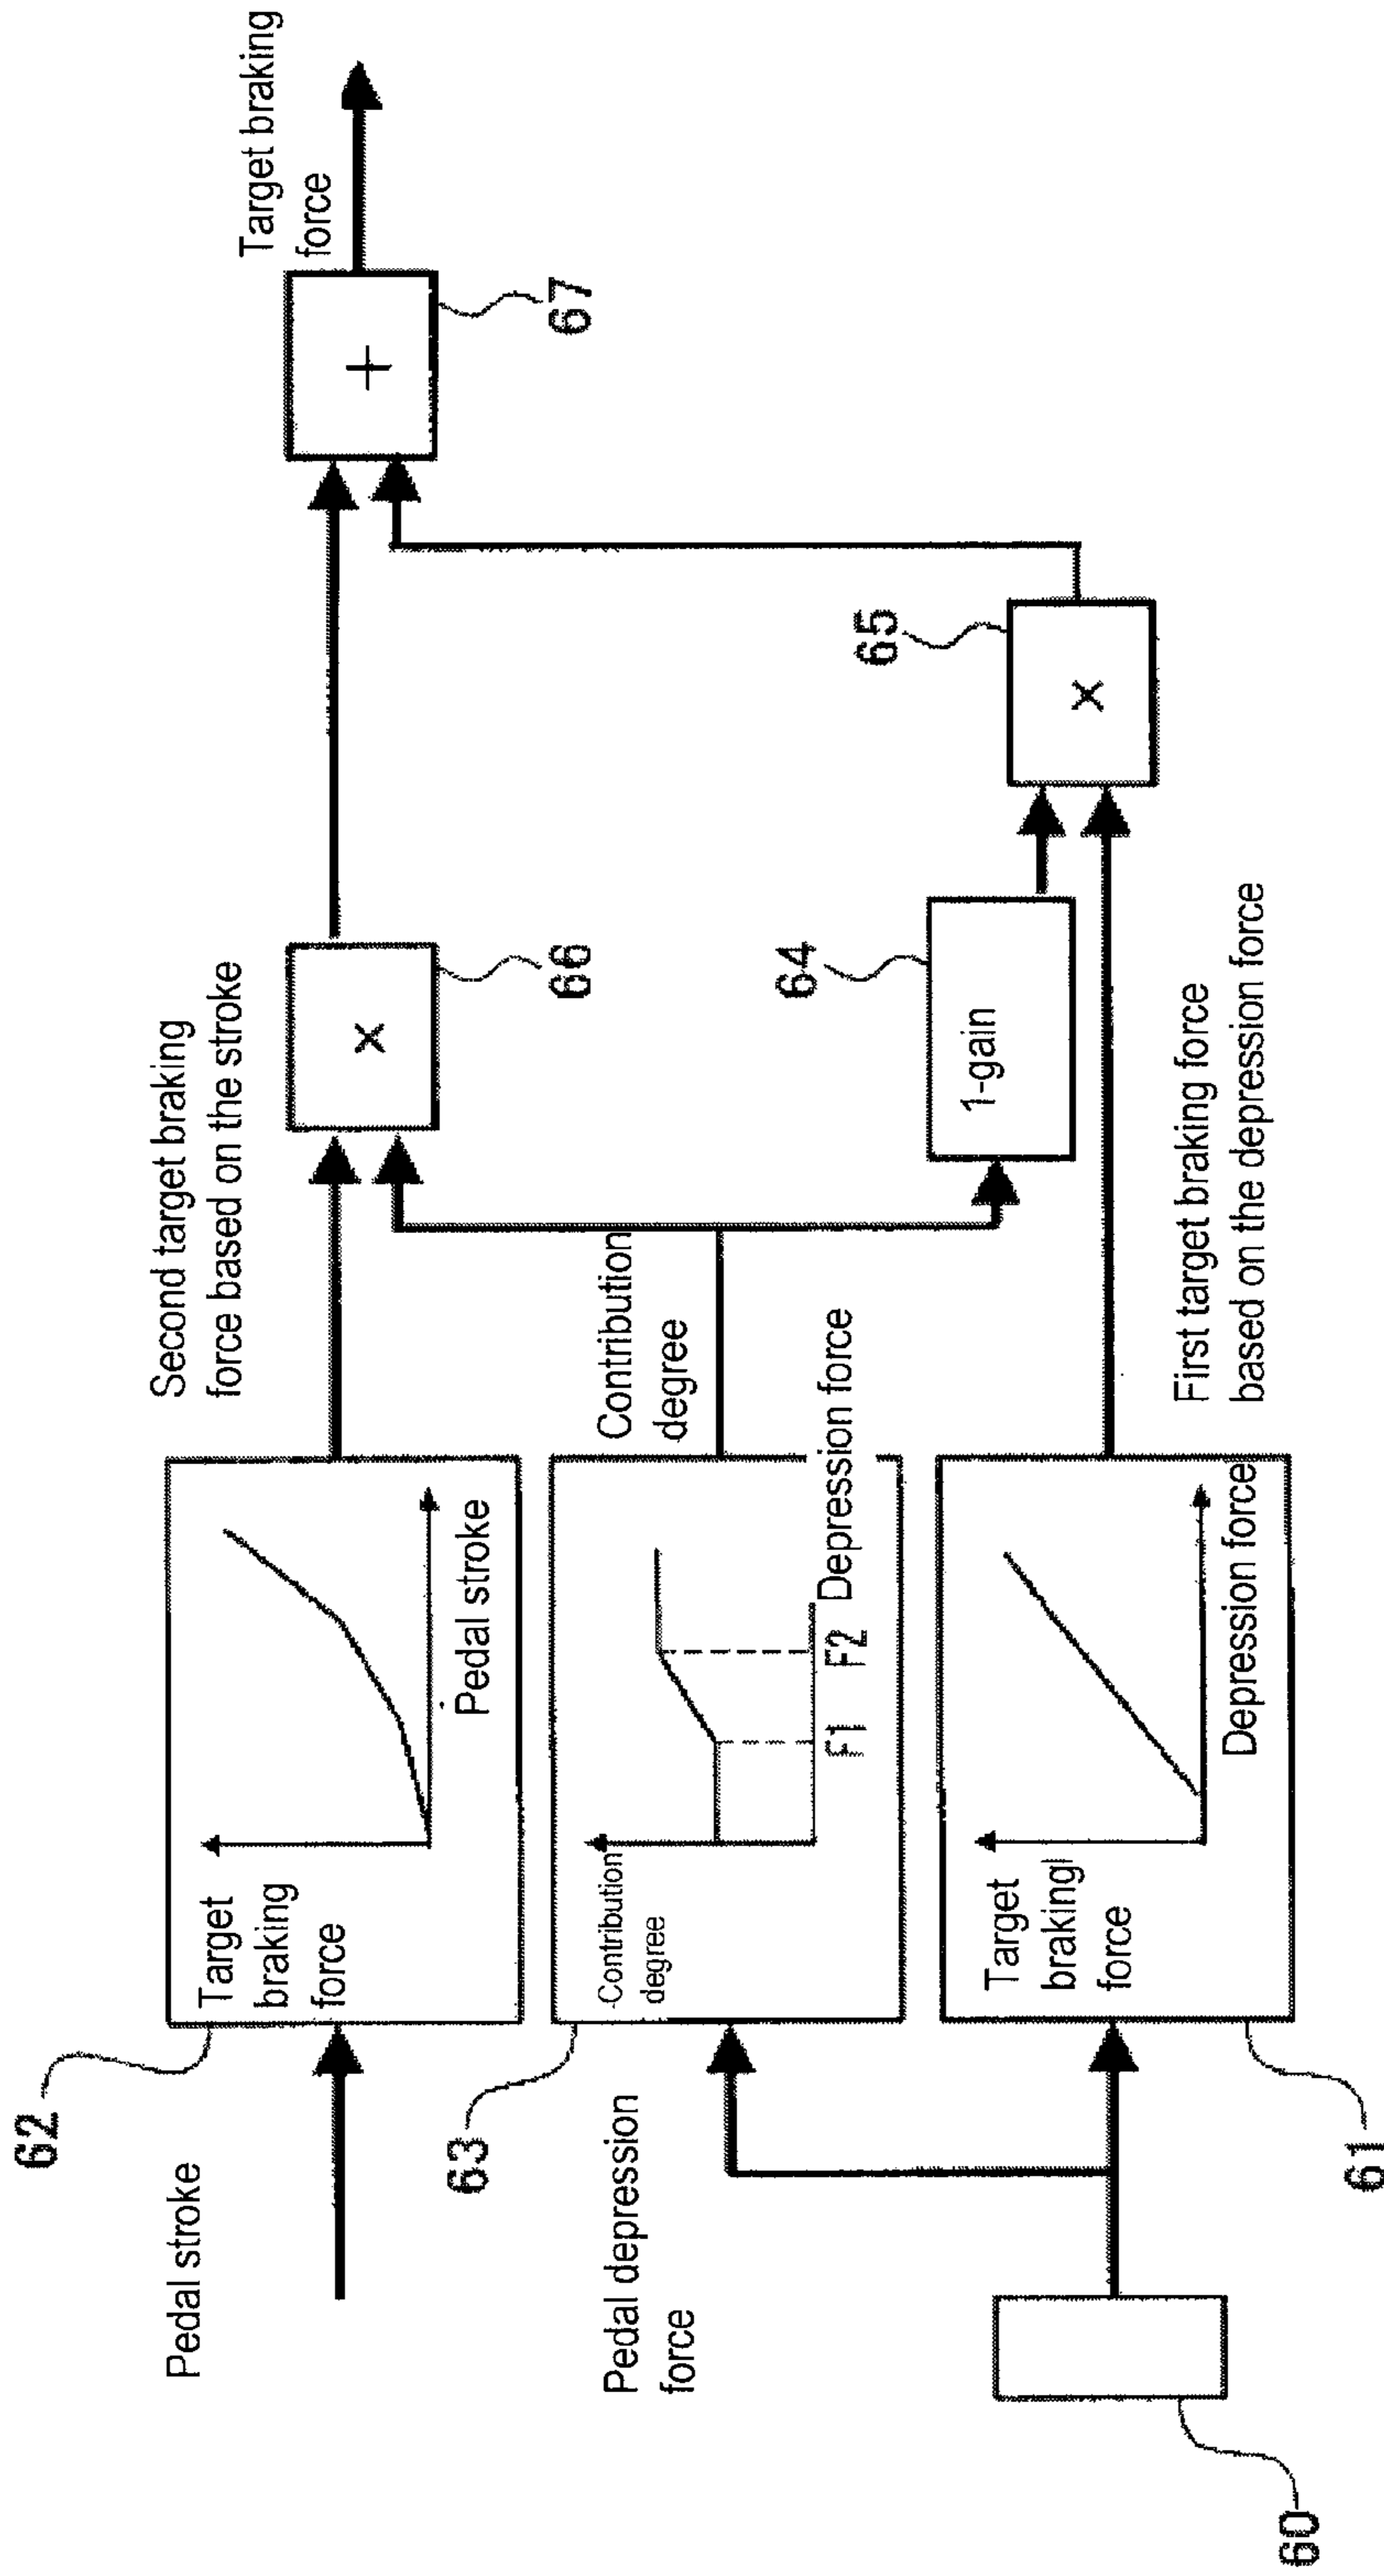 Pedal stroke
62
Target
braking
force
Pedal stroke
Second target braking
force based on the stroke
×
66
+
67
Target braking
force
Pedal depression
force
63
Contribution
degree
F1
F2
Depression force
Contribution
degree
1-gain
64
×
65
60
61
Target
braking
force
Depression force
First target braking force
based on the depression force